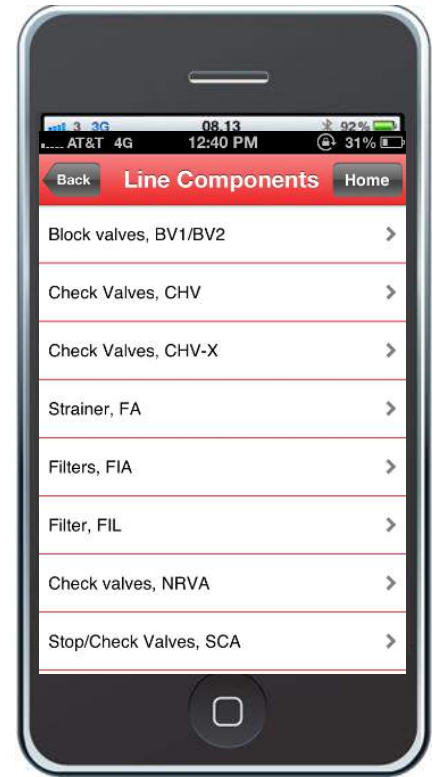 3 3G 08.13 92%
AT&T 4G 12:40 PM 31%
Back Line Components Home
Block valves, BV1/BV2
Check Valves, CHV
Check Valves, CHV-X
Strainer, FA
Filters, FIA
Filter, FIL
Check valves, NRVA
Stop/Check Valves, SCA